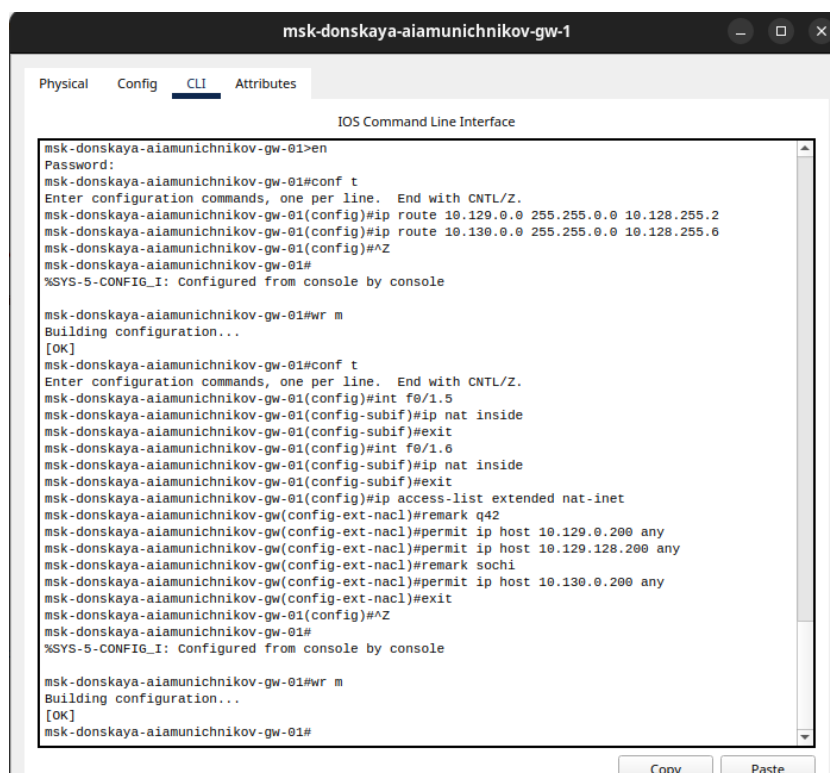 msk-donskaya-aiamunichnikov-gw-1
Physical Config CLI Attributes
IOS Command Line Interface
msk-donskaya-aiamunichnikov-gw-01>en
Password:
msk-donskaya-aiamunichnikov-gw-01#conf t
Enter configuration commands, one per line. End with CNTL/Z.
msk-donskaya-aiamunichnikov-gw-01(config)#ip route 10.129.0.0 255.255.0.0 10.128.255.2
msk-donskaya-aiamunichnikov-gw-01(config)#ip route 10.130.0.0 255.255.0.0 10.128.255.6
msk-donskaya-aiamunichnikov-gw-01(config)#^Z
msk-donskaya-aiamunichnikov-gw-01#
%SYS-5-CONFIG_I: Configured from console by console
msk-donskaya-aiamunichnikov-gw-01#wr m
Building configuration...
[OK]
msk-donskaya-aiamunichnikov-gw-01#conf t
Enter configuration commands, one per line. End with CNTL/Z.
msk-donskaya-aiamunichnikov-gw-01(config)#int f0/1.5
msk-donskaya-aiamunichnikov-gw-01(config-subif)#ip nat inside
msk-donskaya-aiamunichnikov-gw-01(config-subif)#exit
msk-donskaya-aiamunichnikov-gw-01(config)#int f0/1.6
msk-donskaya-aiamunichnikov-gw-01(config-subif)#ip nat inside
msk-donskaya-aiamunichnikov-gw-01(config-subif)#exit
msk-donskaya-aiamunichnikov-gw-01(config)#ip access-list extended nat-inet
msk-donskaya-aiamunichnikov-gw(config-ext-nacl)#remark q42
msk-donskaya-aiamunichnikov-gw(config-ext-nacl)#permit ip host 10.129.0.200 any
msk-donskaya-aiamunichnikov-gw(config-ext-nacl)#permit ip host 10.129.128.200 any
msk-donskaya-aiamunichnikov-gw(config-ext-nacl)#remark sochi
msk-donskaya-aiamunichnikov-gw(config-ext-nacl)#permit ip host 10.130.0.200 any
msk-donskaya-aiamunichnikov-gw(config-ext-nacl)#exit
msk-donskaya-aiamunichnikov-gw-01(config)#^Z
msk-donskaya-aiamunichnikov-gw-01#
%SYS-5-CONFIG_I: Configured from console by console
msk-donskaya-aiamunichnikov-gw-01#wr m
Building configuration...
[OK]
msk-donskaya-aiamunichnikov-gw-01#
Copy Paste